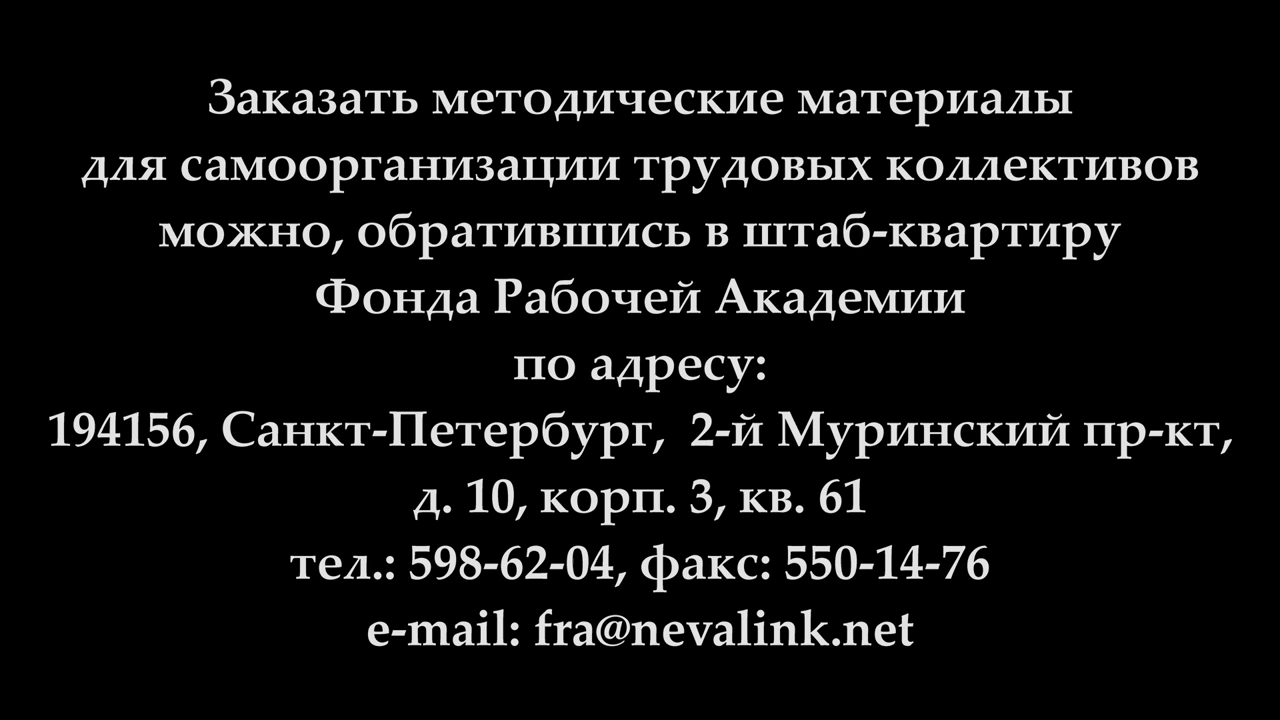 Заказать методические материалы
для самоорганизации трудовых коллективов
можно, обратившись в штаб-квартиру
Фонда Рабочей Академии
по адресу:
194156, Санкт-Петербург,  2-й Муринский пр-кт,
д. 10, корп. 3, кв. 61
тел.: 598-62-04, факс: 550-14-76
e-mail: fra@nevalink.net